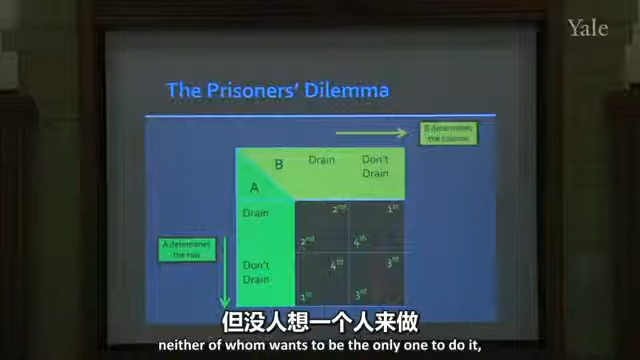 Yale
The Prisoners' Dilemma
B determines
the column
B
Drain
Don't
Drain
A
Drain
2nd
1st
2nd
4th
A determines
the row
Don't
Drain
4th
3rd
1st
3rd
但没人想一个人来做
neither of whom wants to be the only one to do it,